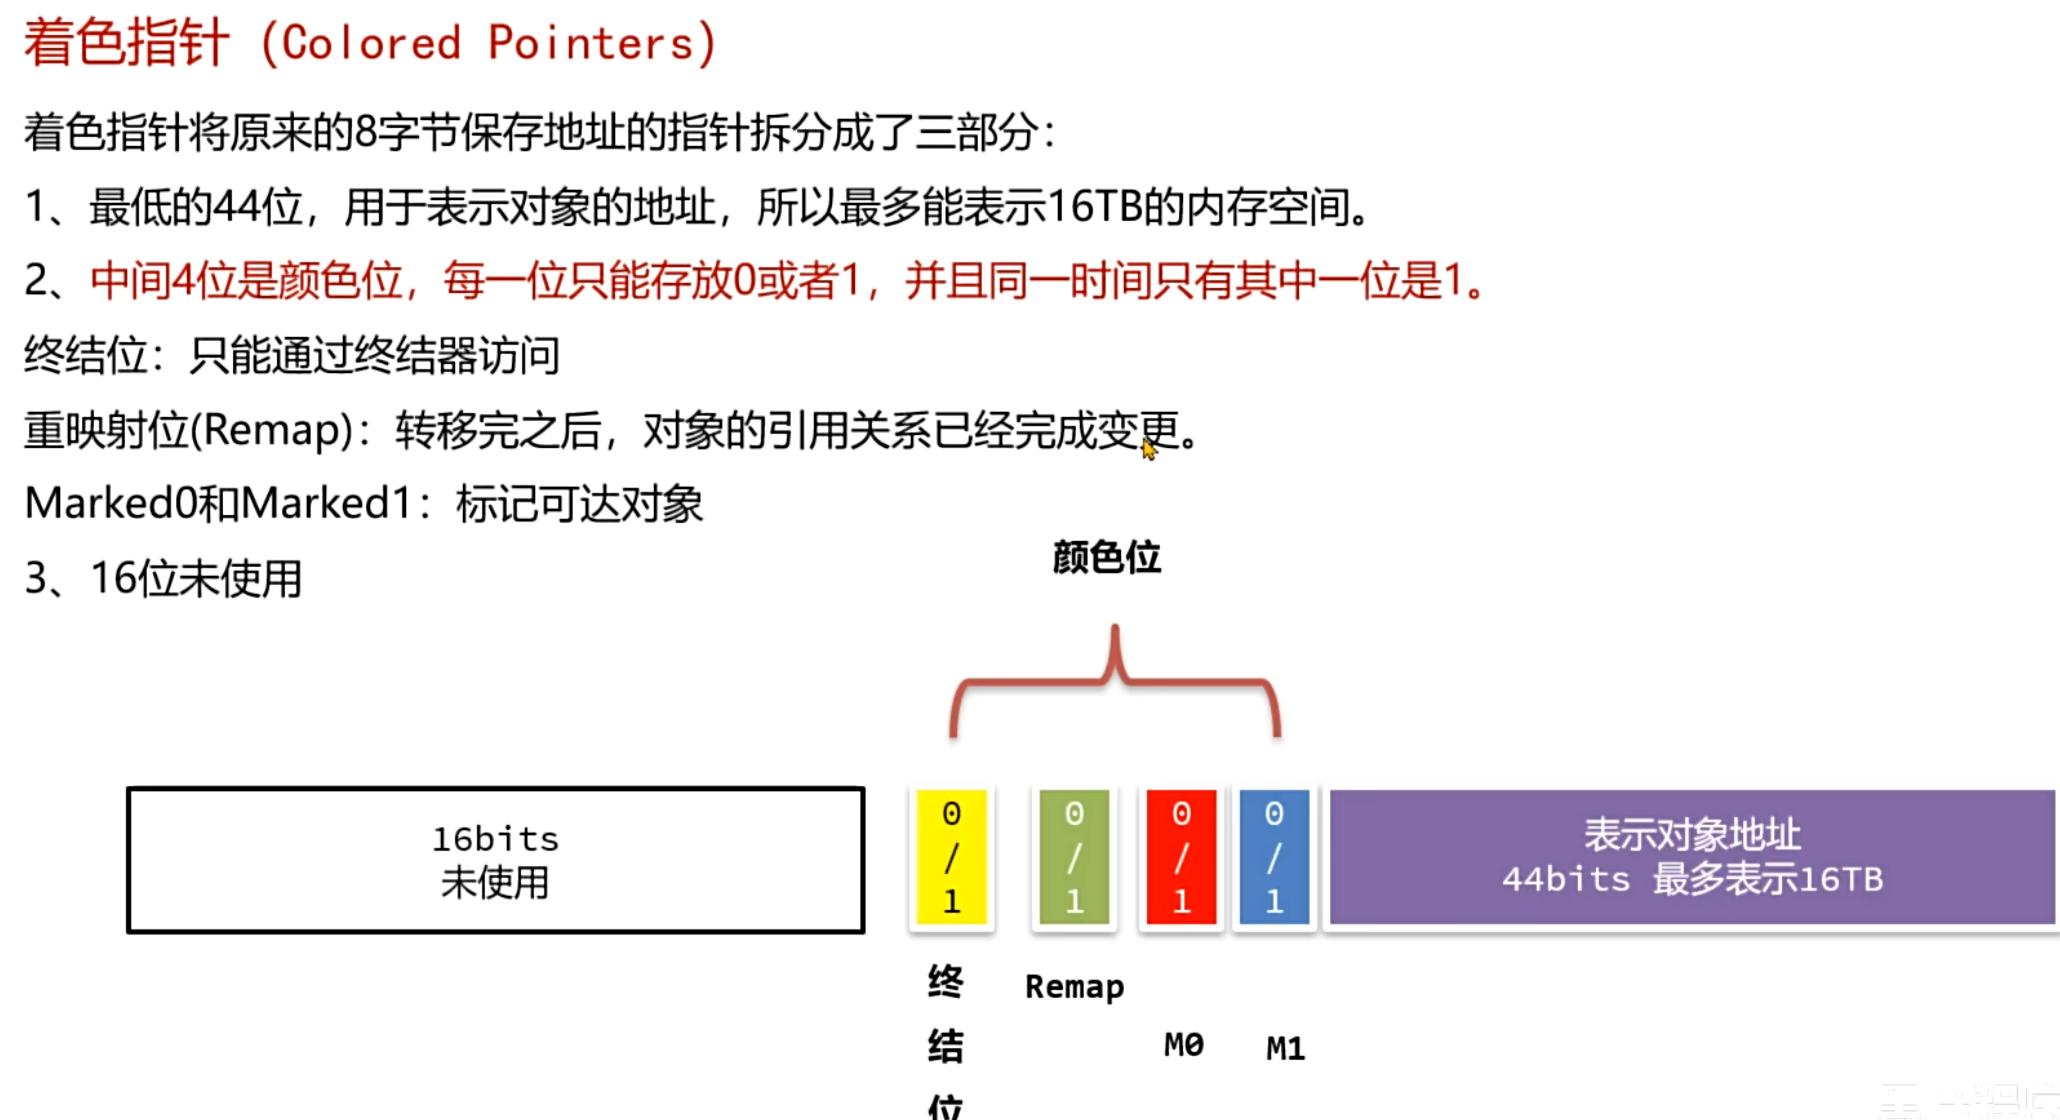 着色指针 (Colored Pointers)
着色指针将原来的8字节保存地址的指针拆分成了三部分：
1、最低的44位，用于表示对象的地址，所以最多能表示16TB的内存空间。
2、中间4位是颜色位，每一位只能存放0或者1，并且同一时间只有其中一位是1。
终结位：只能通过终结器访问
重映射位(Remap)：转移完之后，对象的引用关系已经完成变更。
Marked0和Marked1：标记可达对象
3、16位未使用
颜色位
16bits
未使用
0/1
0/1
0/1
0/1
表示对象地址
44bits 最多表示16TB
终结位
Remap
M0
M1